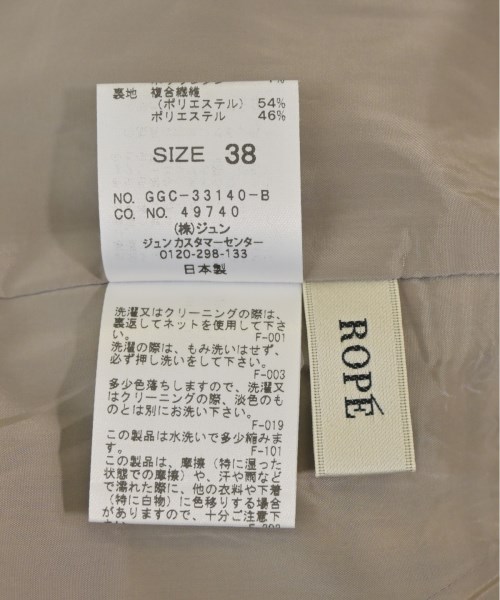 裏地 複合繊維
(ポリエステル) 54%
ポリエステル 46%
SIZE 38
NO. GGC-33140-B
CO. NO. 49740
(株)ジュン
ジュンカスタマーセンター
0120-298-133
日本製
洗濯又はクリーニングの際は、
裏返してネットを使用して下さ
い。 F-001
洗濯の際は、もみ洗いはせず、
必ず押し洗いをして下さい。
F-003
多少色落ちしますので、洗濯又
はクリーニングの際、淡色のも
のとは別にお洗い下さい。
F-019
この製品は水洗いで多少縮みま
す。 F-101
この製品は、摩擦(特に湿った
状態での摩擦)や、汗や雨など
で濡れた際に、他の衣料や下着
(特に白物)に色移りする場合
がありますので、十分ご注意下
さい。
ROPÉ